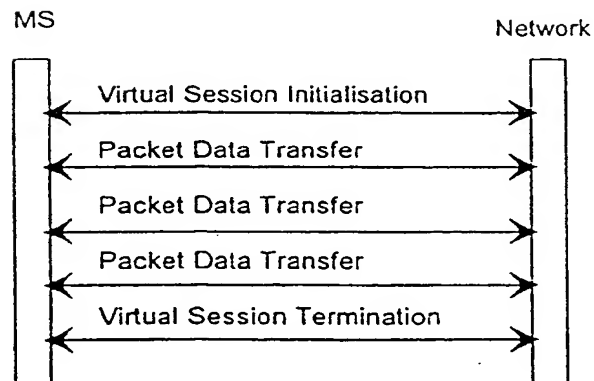 MS
Network
Virtual Session Initialisation
Packet Data Transfer
Packet Data Transfer
Packet Data Transfer
Virtual Session Termination